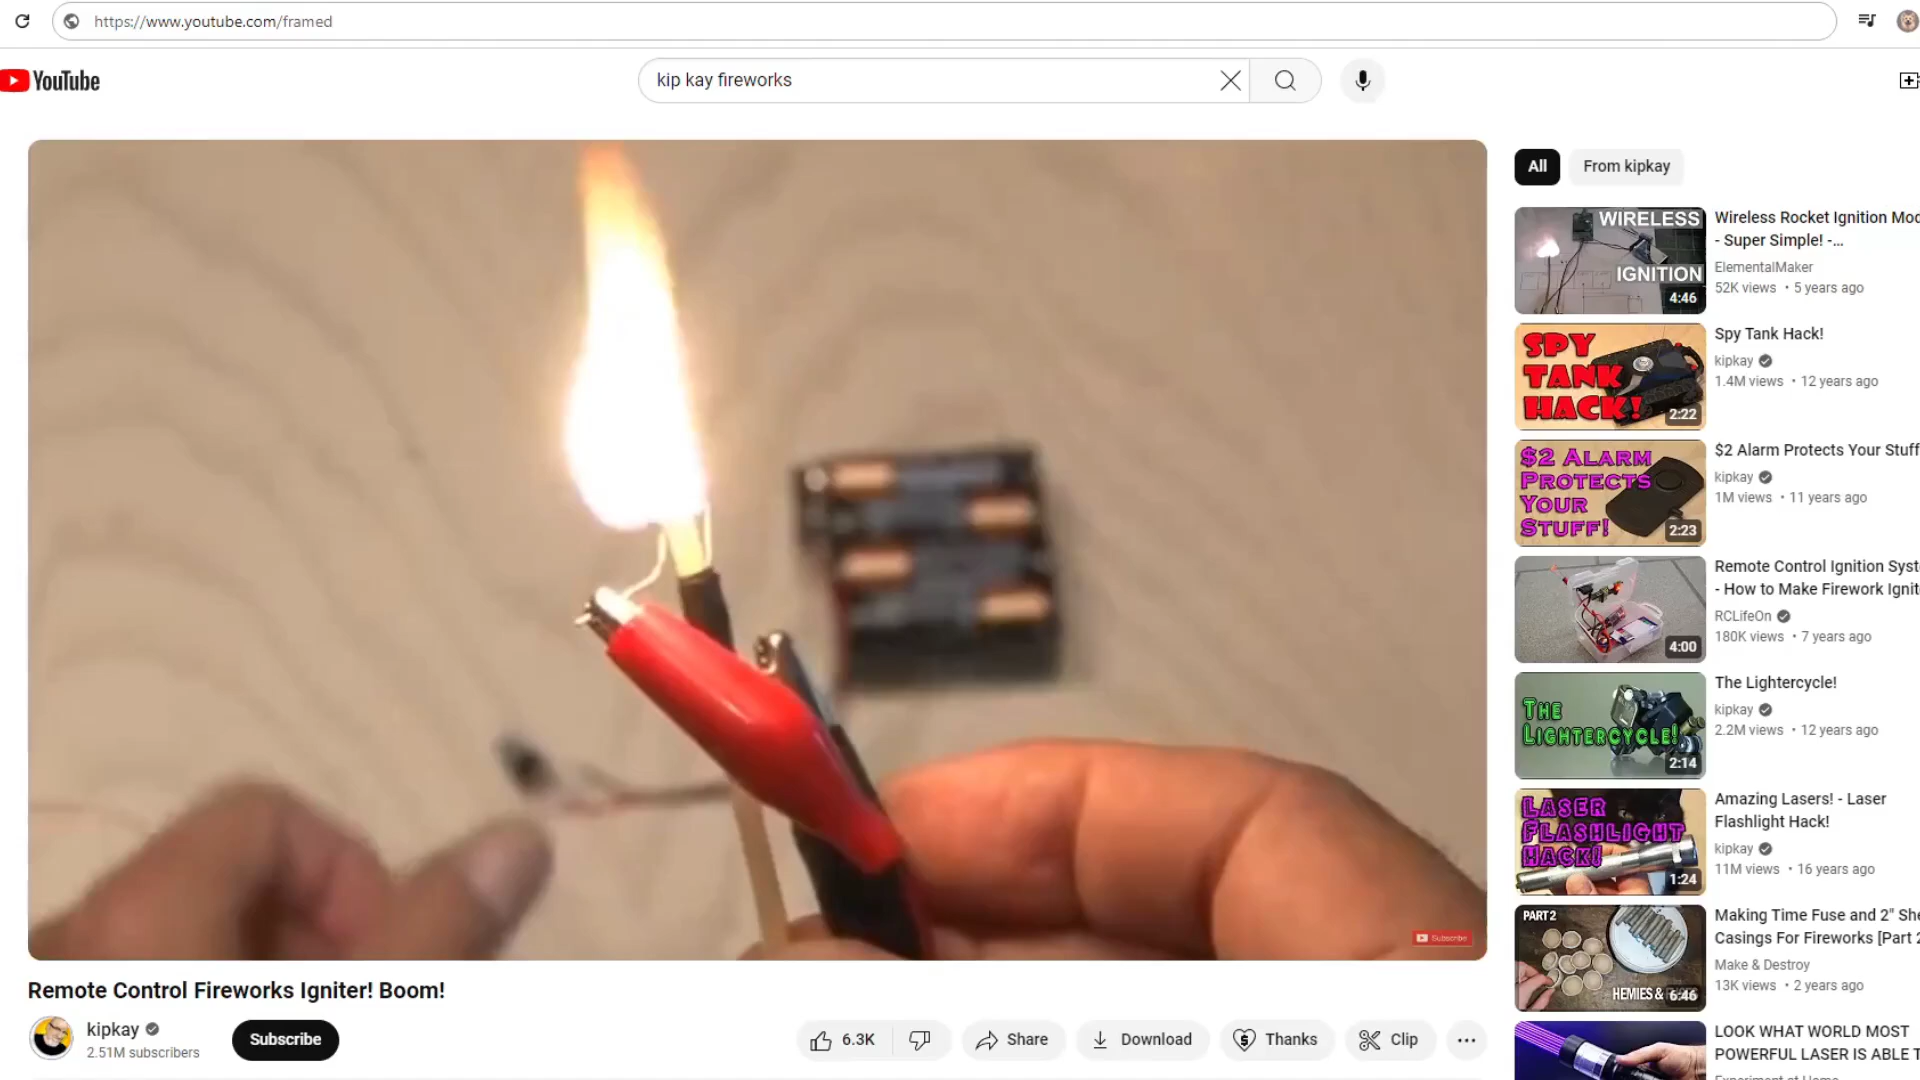 https://www.youtube.com/framed
YouTube
kip kay fireworks
Subscribe
Remote Control Fireworks Igniter! Boom!
kipkay
2.51M subscribers
Subscribe
6.3K
Share
Download
Thanks
Clip
All
From kipkay
WIRELESS
IGNITION
4:46
Wireless Rocket Ignition
- Super Simple! -...
ElementalMaker
52K views • 5 years ago
SPY
TANK
HACK!
2:22
Spy Tank Hack!
kipkay
1.4M views • 12 years ago
$2 ALARM
PROTECTS
YOUR
STUFF!
2:23
$2 Alarm Protects Your Stuff
kipkay
1M views • 11 years ago
4:00
Remote Control Ignition
- How to Make Firework
RCLifeOn
180K views • 7 years ago
THE
LIGHTERCYCLE!
2:14
The Lightercycle!
kipkay
2.2M views • 12 years ago
LASER
FLASHLIGHT
HACK!
1:24
Amazing Lasers! - Laser
Flashlight Hack!
kipkay
11M views • 16 years ago
PART2
HEMIES &
6:46
Making Time Fuse and 2"
Casings For Fireworks [Part
Make & Destroy
13K views • 2 years ago
LOOK WHAT WORLD MOST
POWERFUL LASER IS ABLE